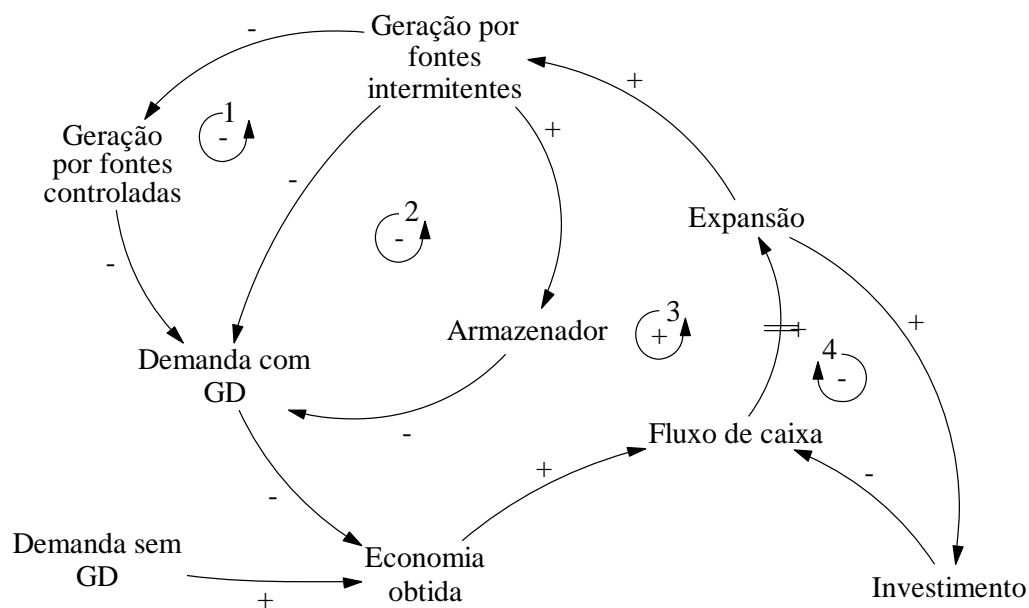 Geração por
fontes
intermitentes
-
+
1
-
Geração
por fontes
controladas
-
+
2
-
Expansão
-
+
Armazenador
3
+
+
4
-
Demanda com
GD
-
Fluxo de caixa
-
+
-
Demanda sem
GD
+
Economia
obtida
Investimento